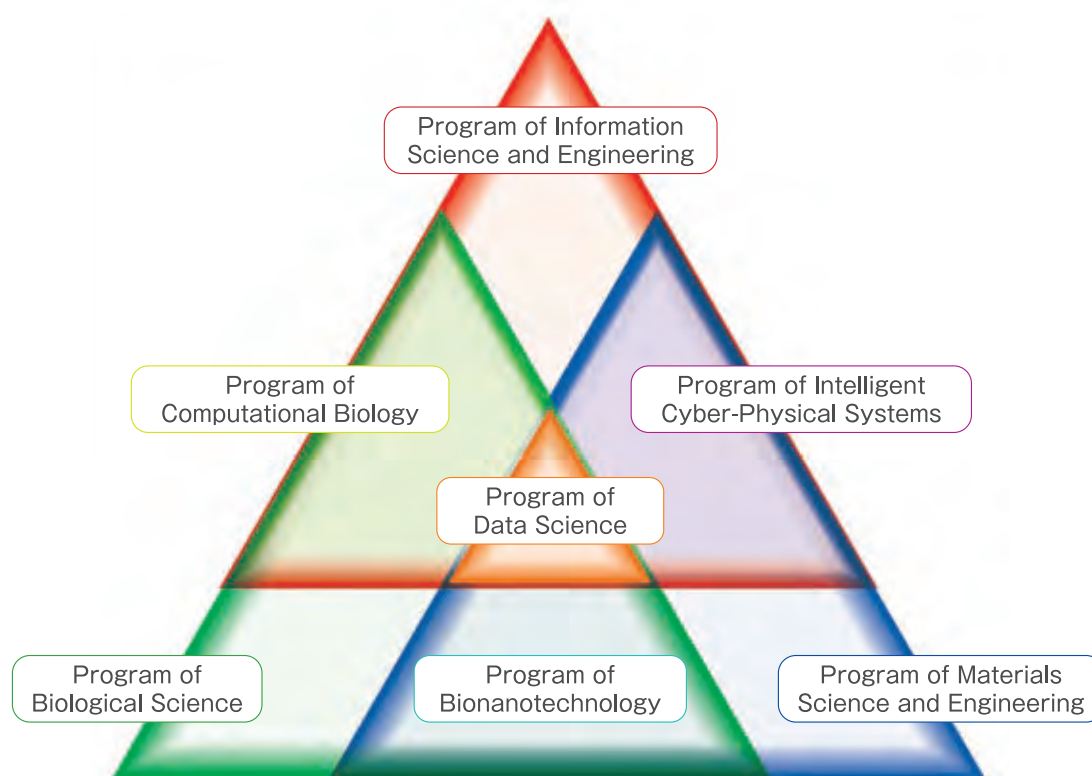 Program of Information
Science and Engineering
Program of
Computational Biology
Program of Intelligent
Cyber-Physical Systems
Program of
Data Science
Program of
Biological Science
Program of
Bionanotechnology
Program of Materials
Science and Engineering